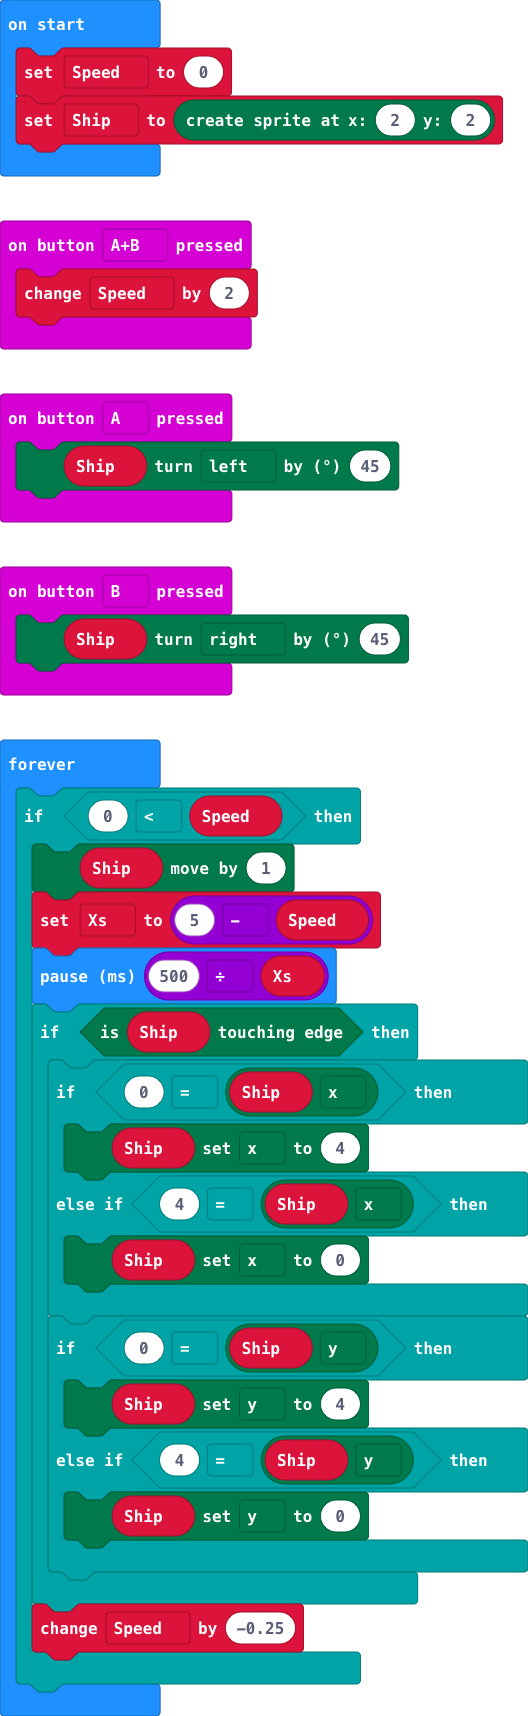 on start
set Speed to 0
set Ship to create sprite at x: 2 y: 2
on button A+B pressed
change Speed by 2
on button A pressed
Ship turn left by (°) 45
on button B pressed
Ship turn right by (°) 45
forever
if 0 < Speed then
Ship move by 1
set Xs to 5 - Speed
pause (ms) 500 ÷ Xs
if is Ship touching edge then
if 0 = Ship x then
Ship set x to 4
else if 4 = Ship x then
Ship set x to 0
if 0 = Ship y then
Ship set y to 4
else if 4 = Ship y then
Ship set y to 0
change Speed by -0.25